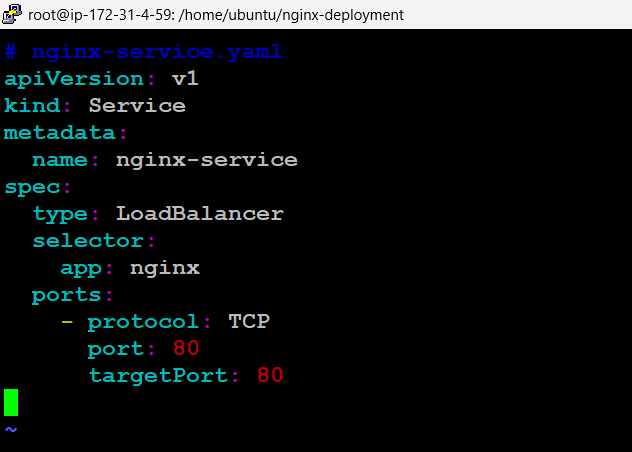 root@ip-172-31-4-59: /home/ubuntu/nginx-deployment
# nginx-service.yaml
apiVersion: v1
kind: Service
metadata:
  name: nginx-service
spec:
  type: LoadBalancer
  selector:
    app: nginx
  ports:
    - protocol: TCP
      port: 80
      targetPort: 80
~